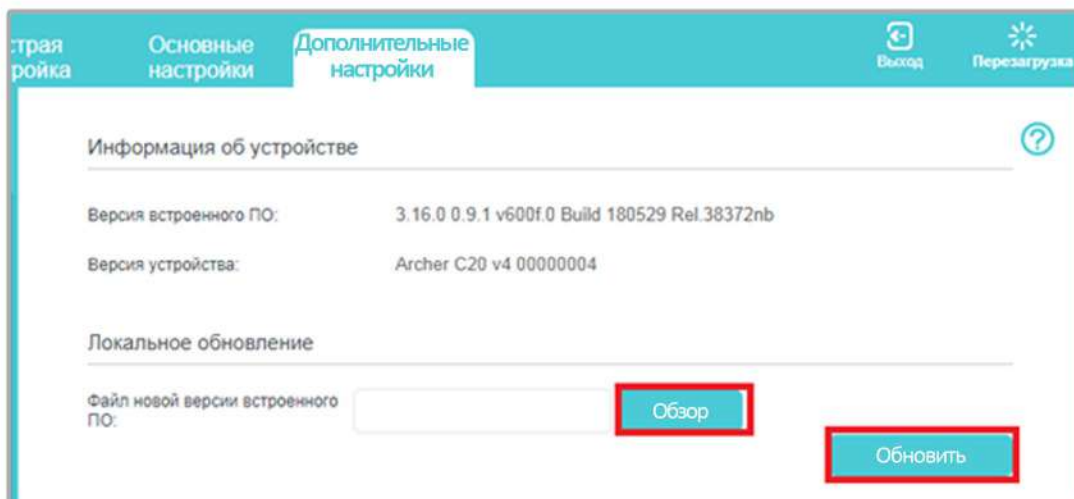 трая
ройка
Основные
настройки
Дополнительные
настройки
Выход
Перезагрузка
Информация об устройстве
Версия встроенного ПО: 3.16.0 0.9.1 v600f.0 Build 180529 Rel.38372nb
Версия устройства: Archer C20 v4 00000004
Локальное обновление
Файл новой версии встроенного
ПО:
Обзор
Обновить